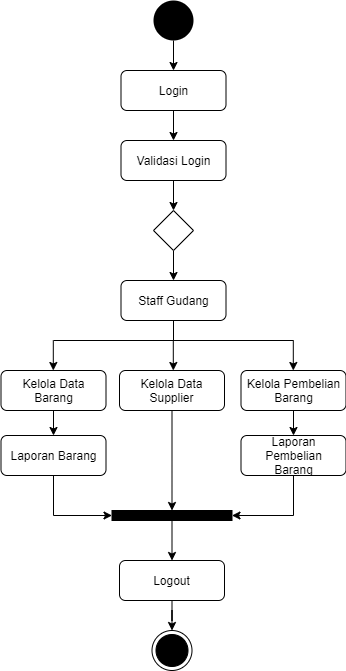 Login
Validasi Login
Staff Gudang
Kelola Data
Barang
Kelola Data
Supplier
Kelola Pembelian
Barang
Laporan Barang
Laporan
Pembelian
Barang
Logout